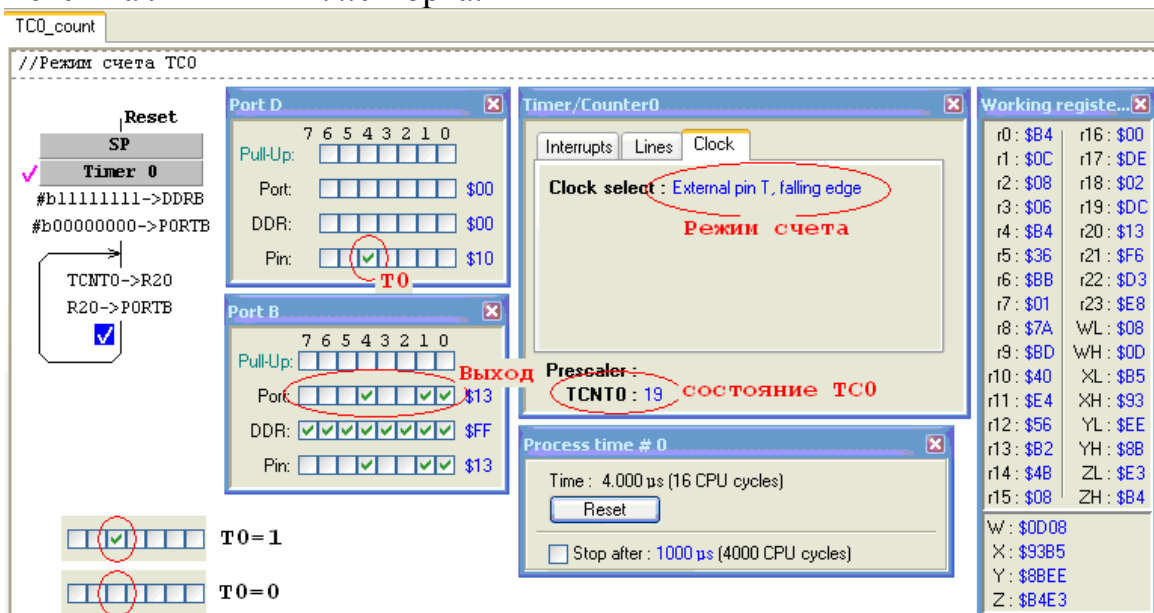 TC0_count
//Режим счета TC0
Reset
SP
Timer 0
#b11111111->DDRB
#b00000000->PORTB
TCNT0->R20
R20->PORTB
Port D
7 6 5 4 3 2 1 0
Pull-Up:
Port: $00
DDR: $00
Pin: $10
T0
Port B
7 6 5 4 3 2 1 0
Pull-Up:
Выход
Port: $13
DDR: $FF
Pin: $13
T0=1
T0=0
Timer/Counter0
Interrupts Lines Clock
Clock select : External pin T, falling edge
Режим счета
Prescaler :
TCNT0 : 19 состояние TC0
Process time # 0
Time : 4.000 µs (16 CPU cycles)
Reset
Stop after : 1000 µs (4000 CPU cycles)
Working registe...
r0 : $B4 r16 : $00
r1 : $0C r17 : $DE
r2 : $08 r18 : $02
r3 : $06 r19 : $DC
r4 : $B4 r20 : $13
r5 : $36 r21 : $F6
r6 : $BB r22 : $D3
r7 : $01 r23 : $E8
r8 : $7A WL : $08
r9 : $BD WH : $0D
r10 : $40 XL : $B5
r11 : $E4 XH : $93
r12 : $56 YL : $EE
r13 : $B2 YH : $8B
r14 : $4B ZL : $E3
r15 : $08 ZH : $B4
W : $0D08
X : $93B5
Y : $8BEE
Z : $B4E3